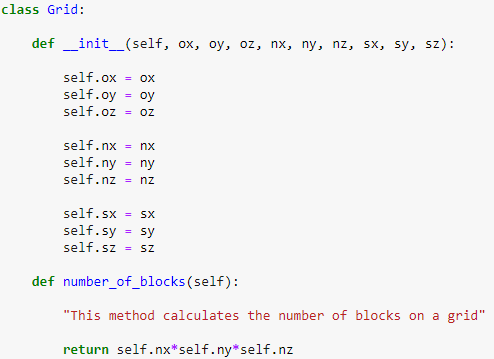 class Grid:
    def __init__(self, ox, oy, oz, nx, ny, nz, sx, sy, sz):
        self.ox = ox
        self.oy = oy
        self.oz = oz
        self.nx = nx
        self.ny = ny
        self.nz = nz
        self.sx = sx
        self.sy = sy
        self.sz = sz
    def number_of_blocks(self):
        "This method calculates the number of blocks on a grid"
        return self.nx*self.ny*self.nz